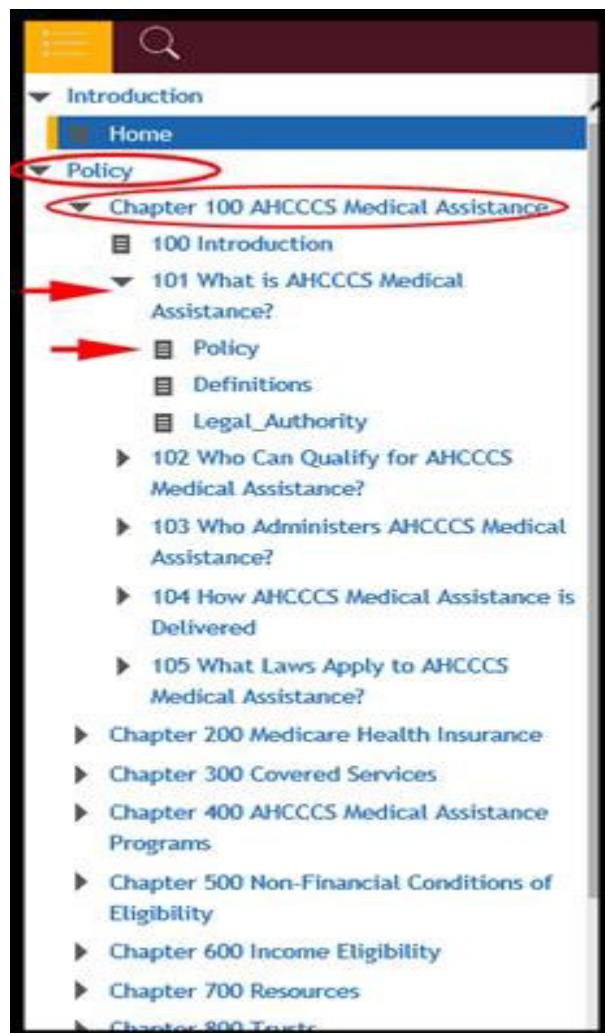 Introduction
Home
Policy
Chapter 100 AHCCCS Medical Assistance
100 Introduction
101 What is AHCCCS Medical
Assistance?
Policy
Definitions
Legal_Authority
102 Who Can Qualify for AHCCCS
Medical Assistance?
103 Who Administers AHCCCS Medical
Assistance?
104 How AHCCCS Medical Assistance is
Delivered
105 What Laws Apply to AHCCCS
Medical Assistance?
Chapter 200 Medicare Health Insurance
Chapter 300 Covered Services
Chapter 400 AHCCCS Medical Assistance
Programs
Chapter 500 Non-Financial Conditions of
Eligibility
Chapter 600 Income Eligibility
Chapter 700 Resources
Chapter 800 Trusts